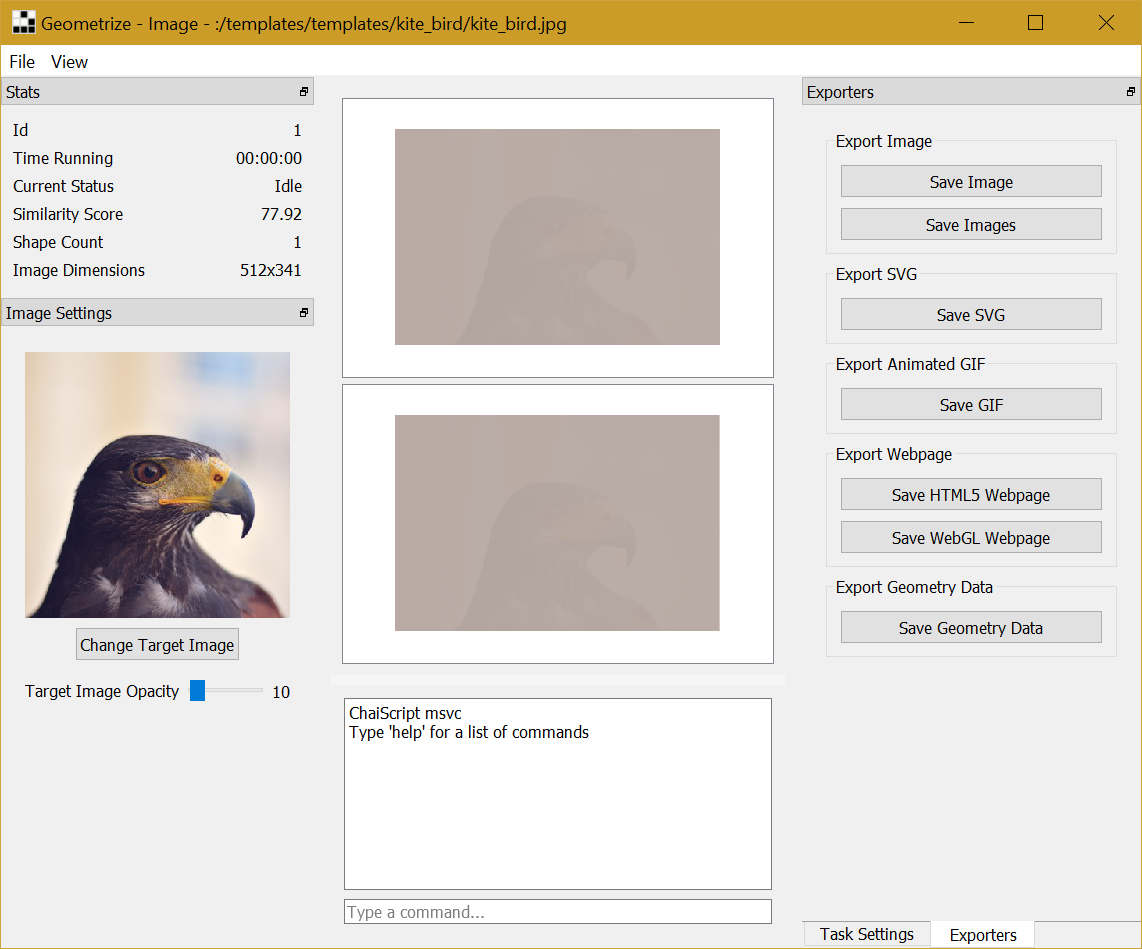 Geometrize - Image - :/templates/templates/kite_bird/kite_bird.jpg
File View
Stats
Id 1
Time Running 00:00:00
Current Status Idle
Similarity Score 77.92
Shape Count 1
Image Dimensions 512x341
Image Settings
Change Target Image
Target Image Opacity 10
ChaiScript msvc
Type 'help' for a list of commands
Type a command...
Exporters
Export Image
Save Image
Save Images
Export SVG
Save SVG
Export Animated GIF
Save GIF
Export Webpage
Save HTML5 Webpage
Save WebGL Webpage
Export Geometry Data
Save Geometry Data
Task Settings Exporters